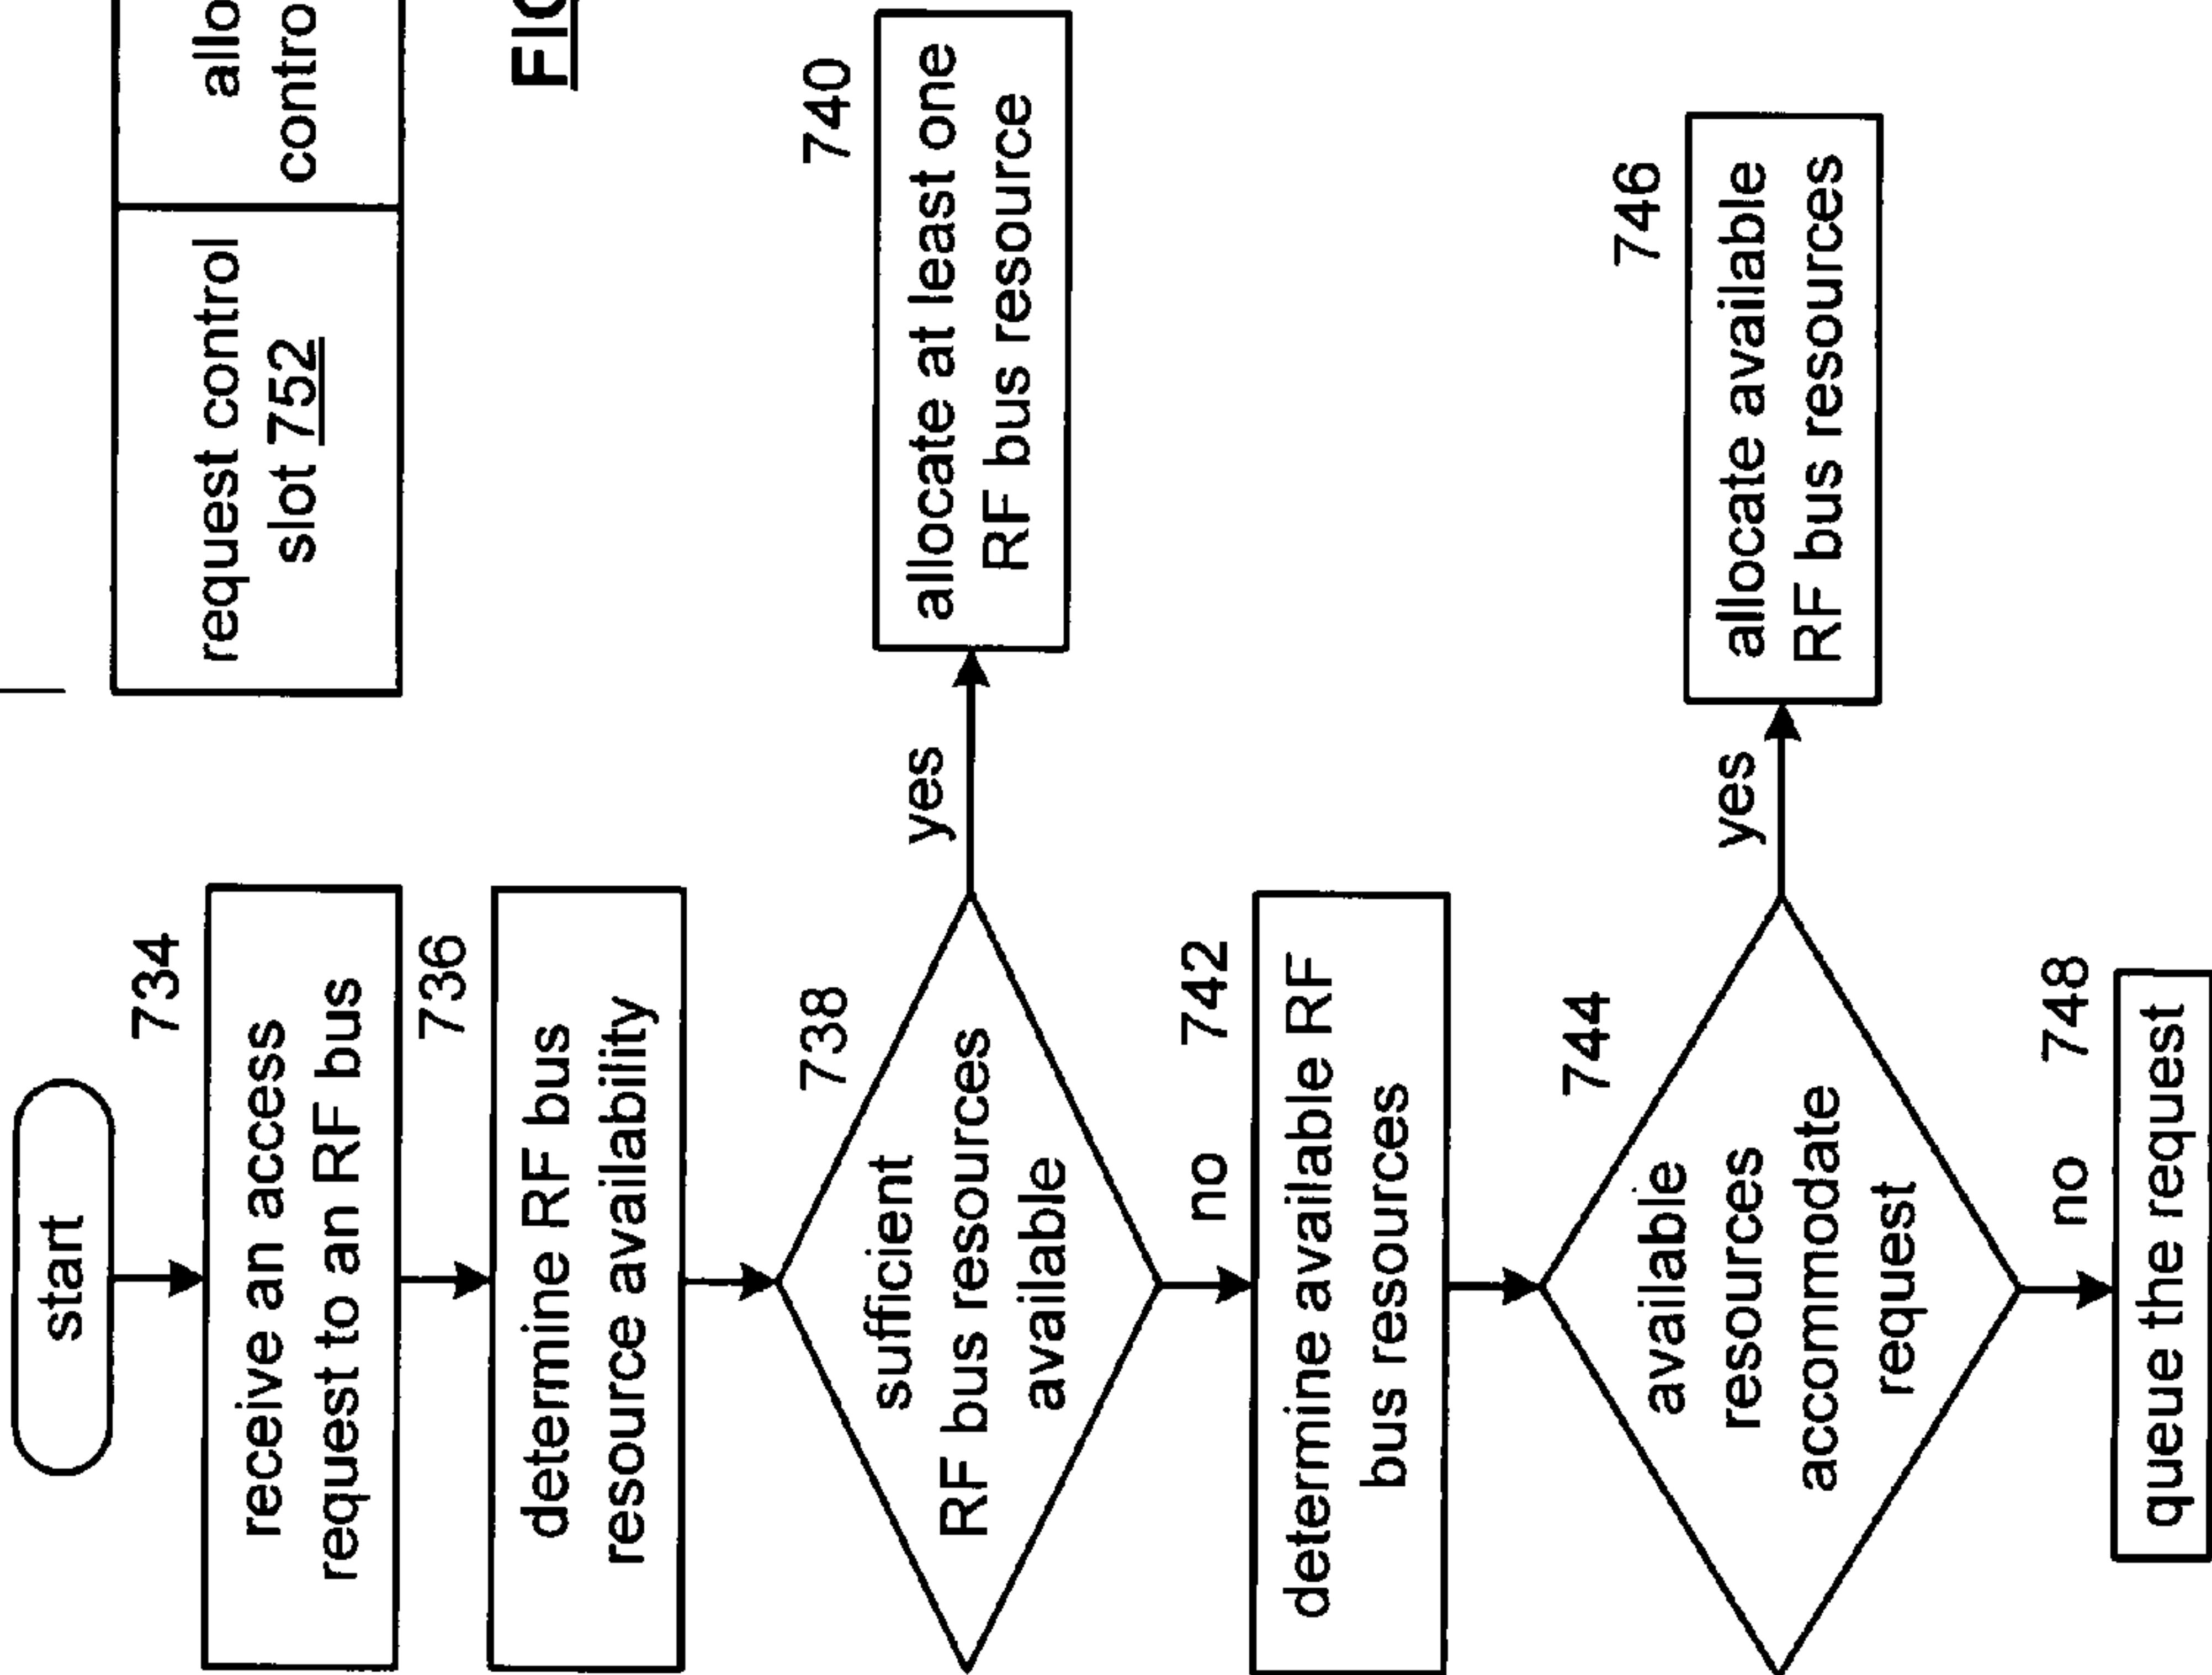 start
734
receive an access
request to an RF bus
736
determine RF bus
resource availability
738
sufficient
RF bus resources
available
yes
740
allocate at least one
RF bus resource
no
742
determine available RF
bus resources
744
available
resources
accommodate
request
yes
746
allocate available
RF bus resources
no
748
queue the request
request control
slot 752